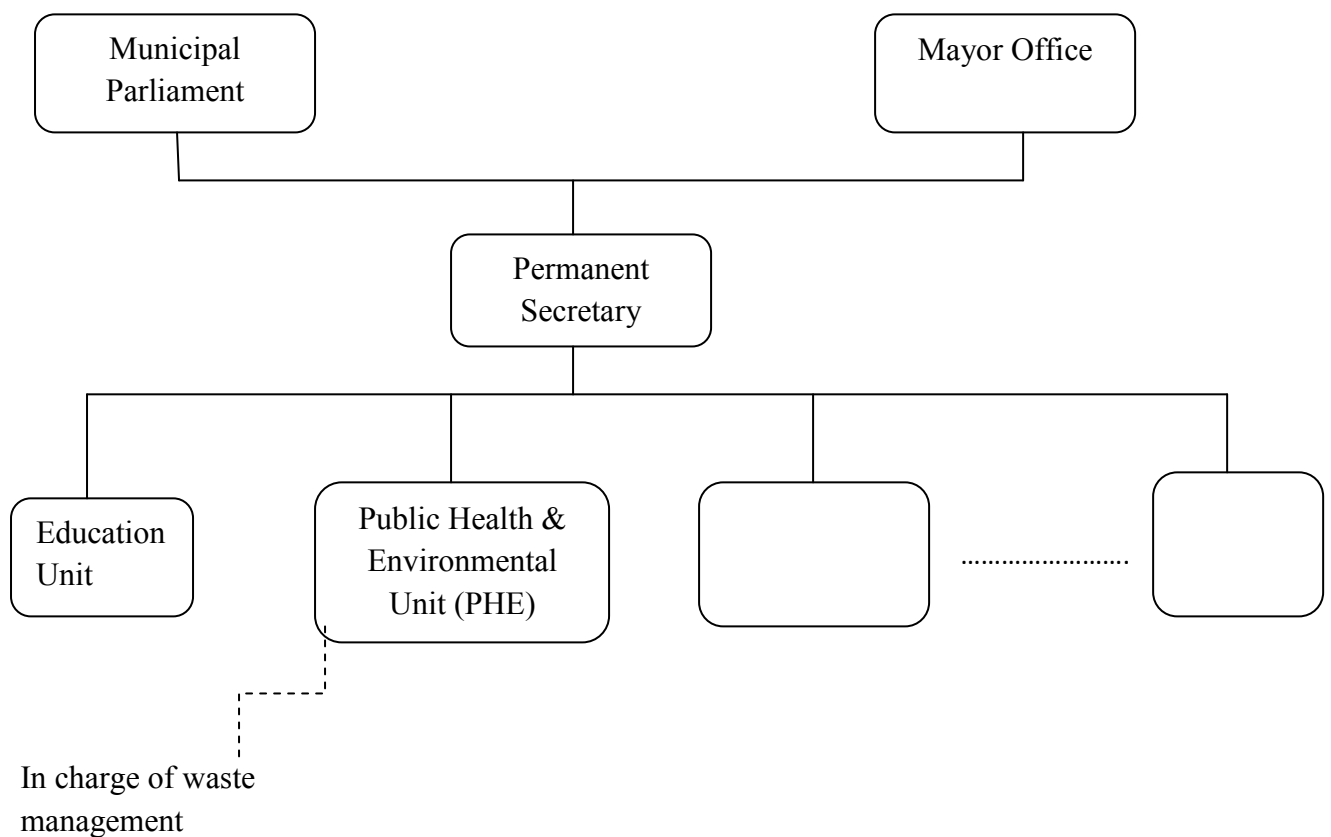 Municipal
Parliament
Mayor Office
Permanent
Secretary
Education
Unit
Public Health &
Environmental
Unit (PHE)
…………………….
In charge of waste
management